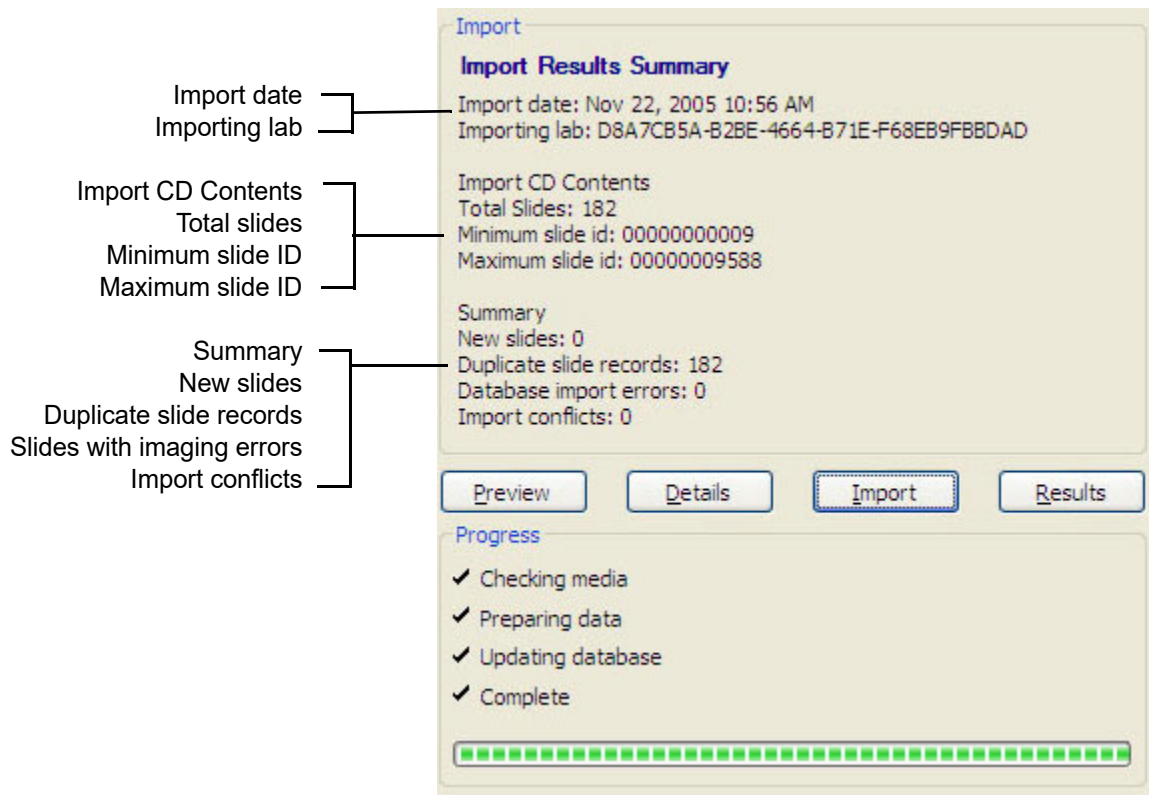 Import date
Importing lab
Import CD Contents
Total slides
Minimum slide ID
Maximum slide ID
Summary
New slides
Duplicate slide records
Slides with imaging errors
Import conflicts
Import
Import Results Summary
Import date: Nov 22, 2005 10:56 AM
Importing lab: D8A7CB5A-B2BE-4664-B71E-F68EB9FBBDAD
Import CD Contents
Total Slides: 182
Minimum slide id: 00000000009
Maximum slide id: 00000009588
Summary
New slides: 0
Duplicate slide records: 182
Database import errors: 0
Import conflicts: 0
Preview Details Import Results
Progress
✓ Checking media
✓ Preparing data
✓ Updating database
✓ Complete